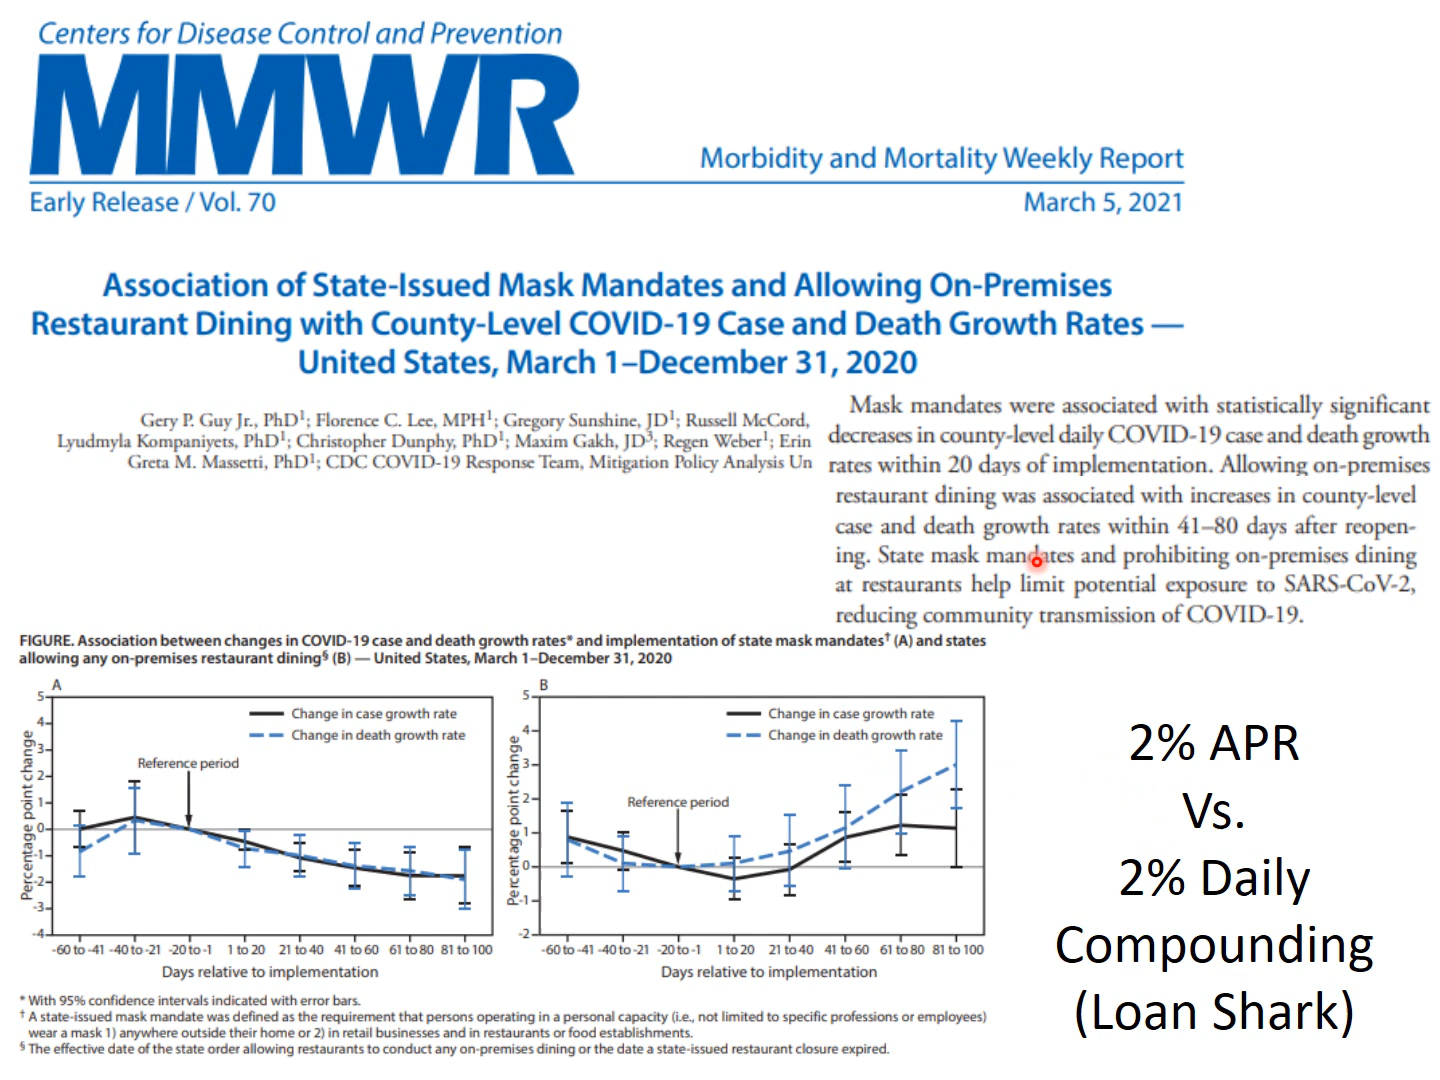 Centers for Disease Control and Prevention
MMWR
Morbidity and Mortality Weekly Report
Early Release / Vol. 70
March 5, 2021
Association of State-Issued Mask Mandates and Allowing On-Premises
Restaurant Dining with County-Level COVID-19 Case and Death Growth Rates —
United States, March 1–December 31, 2020
Gery P. Guy Jr., PhD1; Florence C. Lee, MPH1; Gregory Sunshine, JD1; Russell McCord,
Lyudmyla Kompaniyets, PhD1; Christopher Dunphy, PhD1; Maxim Gakh, JD3; Regen Weber1; Erin
Greta M. Massetti, PhD1; CDC COVID-19 Response Team, Mitigation Policy Analysis Un
Mask mandates were associated with statistically significant
decreases in county-level daily COVID-19 case and death growth
rates within 20 days of implementation. Allowing on-premises
restaurant dining was associated with increases in county-level
case and death growth rates within 41–80 days after reopen-
ing. State mask mandates and prohibiting on-premises dining
at restaurants help limit potential exposure to SARS-CoV-2,
reducing community transmission of COVID-19.
FIGURE. Association between changes in COVID-19 case and death growth rates* and implementation of state mask mandates† (A) and states
allowing any on-premises restaurant dining§ (B) — United States, March 1–December 31, 2020
A
5
4
3
2
1
0
-1
-2
-3
-4
Percentage point change
Change in case growth rate
Change in death growth rate
Reference period
-60 to -41 -40 to -21 -20 to -1 1 to 20 21 to 40 41 to 60 61 to 80 81 to 100
Days relative to implementation
B
5
4
3
2
1
0
-1
-2
Percentage point change
Change in case growth rate
Change in death growth rate
Reference period
-60 to -41 -40 to -21 -20 to -1 1 to 20 21 to 40 41 to 60 61 to 80 81 to 100
Days relative to implementation
* With 95% confidence intervals indicated with error bars.
† A state-issued mask mandate was defined as the requirement that persons operating in a personal capacity (i.e., not limited to specific professions or employees)
wear a mask 1) anywhere outside their home or 2) in retail businesses and in restaurants or food establishments.
§ The effective date of the state order allowing restaurants to conduct any on-premises dining or the date a state-issued restaurant closure expired.
2% APR
Vs.
2% Daily
Compounding
(Loan Shark)